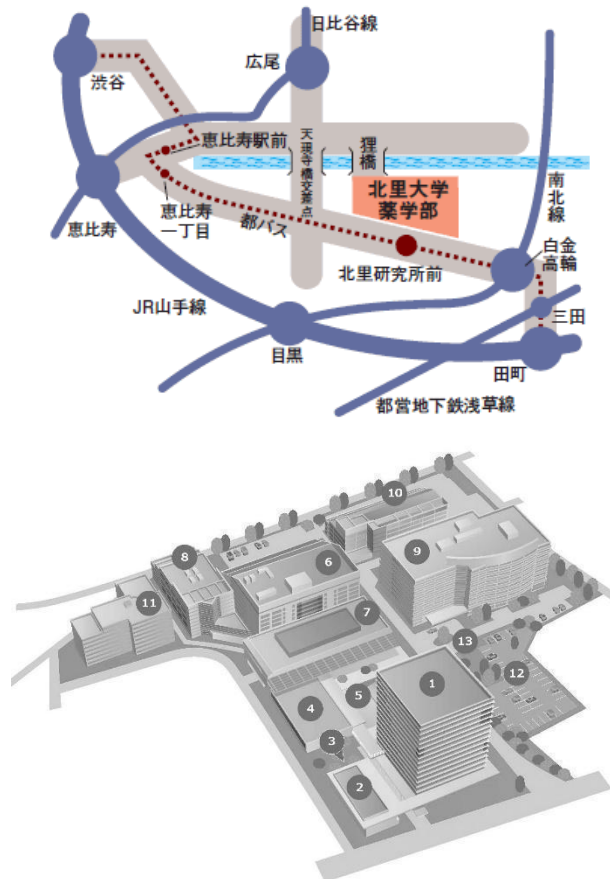 日比谷線
広尾
渋谷
恵比寿駅前
天現寺橋交差点
狸橋
北里大学
薬学部
南北線
恵比寿
恵比寿
一丁目
都バス
白金
高輪
北里研究所前
JR山手線
三田
目黒
田町
都営地下鉄浅草線
10
8
6
9
11
7
13
1
12
5
4
3
2